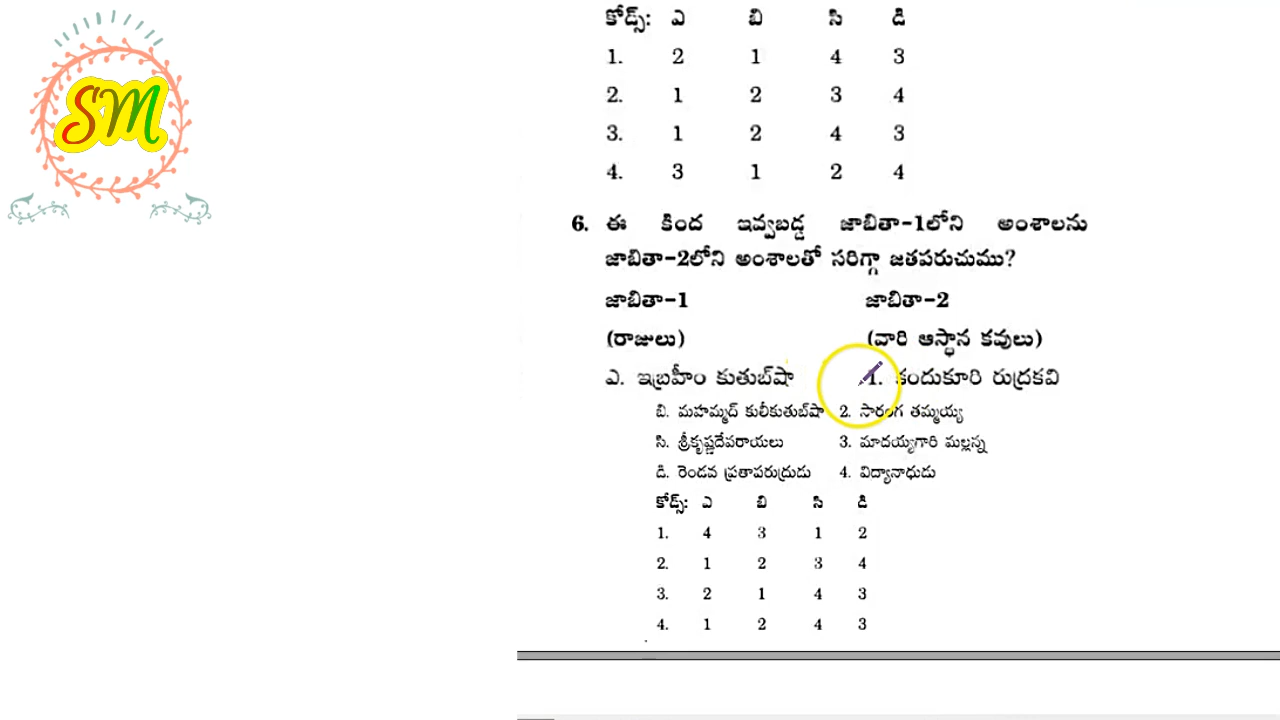 SM
కోడ్స్: ఎ బి సి డి
1. 2 1 4 3
2. 1 2 3 4
3. 1 2 4 3
4. 3 1 2 4
6. ఈ కింద ఇవ్వబడ్డ జాబితా-1లోని అంశాలను
జాబితా-2లోని అంశాలతో సరిగ్గా జతపరుచుము?
జాబితా-1 జాబితా-2
(రాజులు) (వారి ఆస్థాన కవులు)
ఎ. ఇబ్రహీం కుతుబ్‌షా 1. కందుకూరి రుద్రకవి
బి. మహమ్మద్ కులీకుతుబ్‌షా 2. సారంగ తమ్మయ్య
సి. శ్రీకృష్ణదేవరాయలు 3. మాదయ్యగారి మల్లన్న
డి. రెండవ ప్రతాపరుద్రుడు 4. విద్యానాధుడు
కోడ్స్: ఎ బి సి డి
1. 4 3 1 2
2. 1 2 3 4
3. 2 1 4 3
4. 1 2 4 3